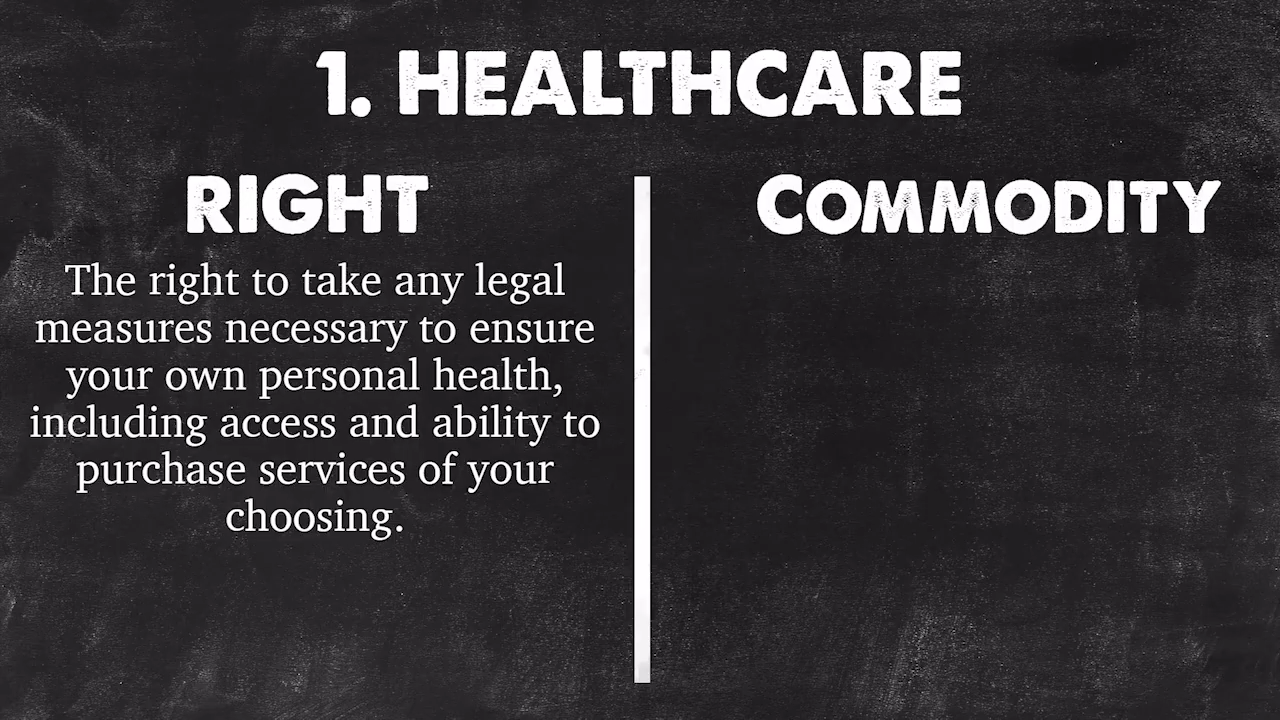 1. HEALTHCARE
RIGHT
The right to take any legal
measures necessary to ensure
your own personal health,
including access and ability to
purchase services of your
choosing.
COMMODITY